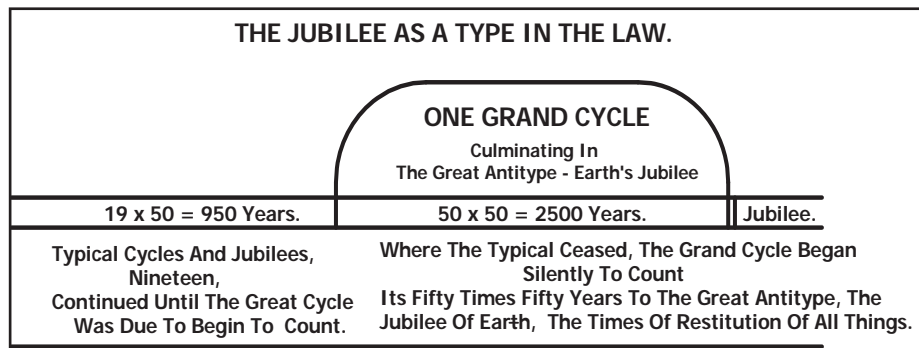 THE JUBILEE AS A TYPE IN THE LAW.
ONE GRAND CYCLE
Culminating In
The Great Antitype - Earth's Jubilee
19 x 50 = 950 Years.
50 x 50 = 2500 Years.
Jubilee.
Typical Cycles And Jubilees,
Nineteen,
Continued Until The Great Cycle
Was Due To Begin To Count.
Where The Typical Ceased, The Grand Cycle Began
Silently To Count
Its Fifty Times Fifty Years To The Great Antitype, The
Jubilee Of Earth, The Times Of Restitution Of All Things.